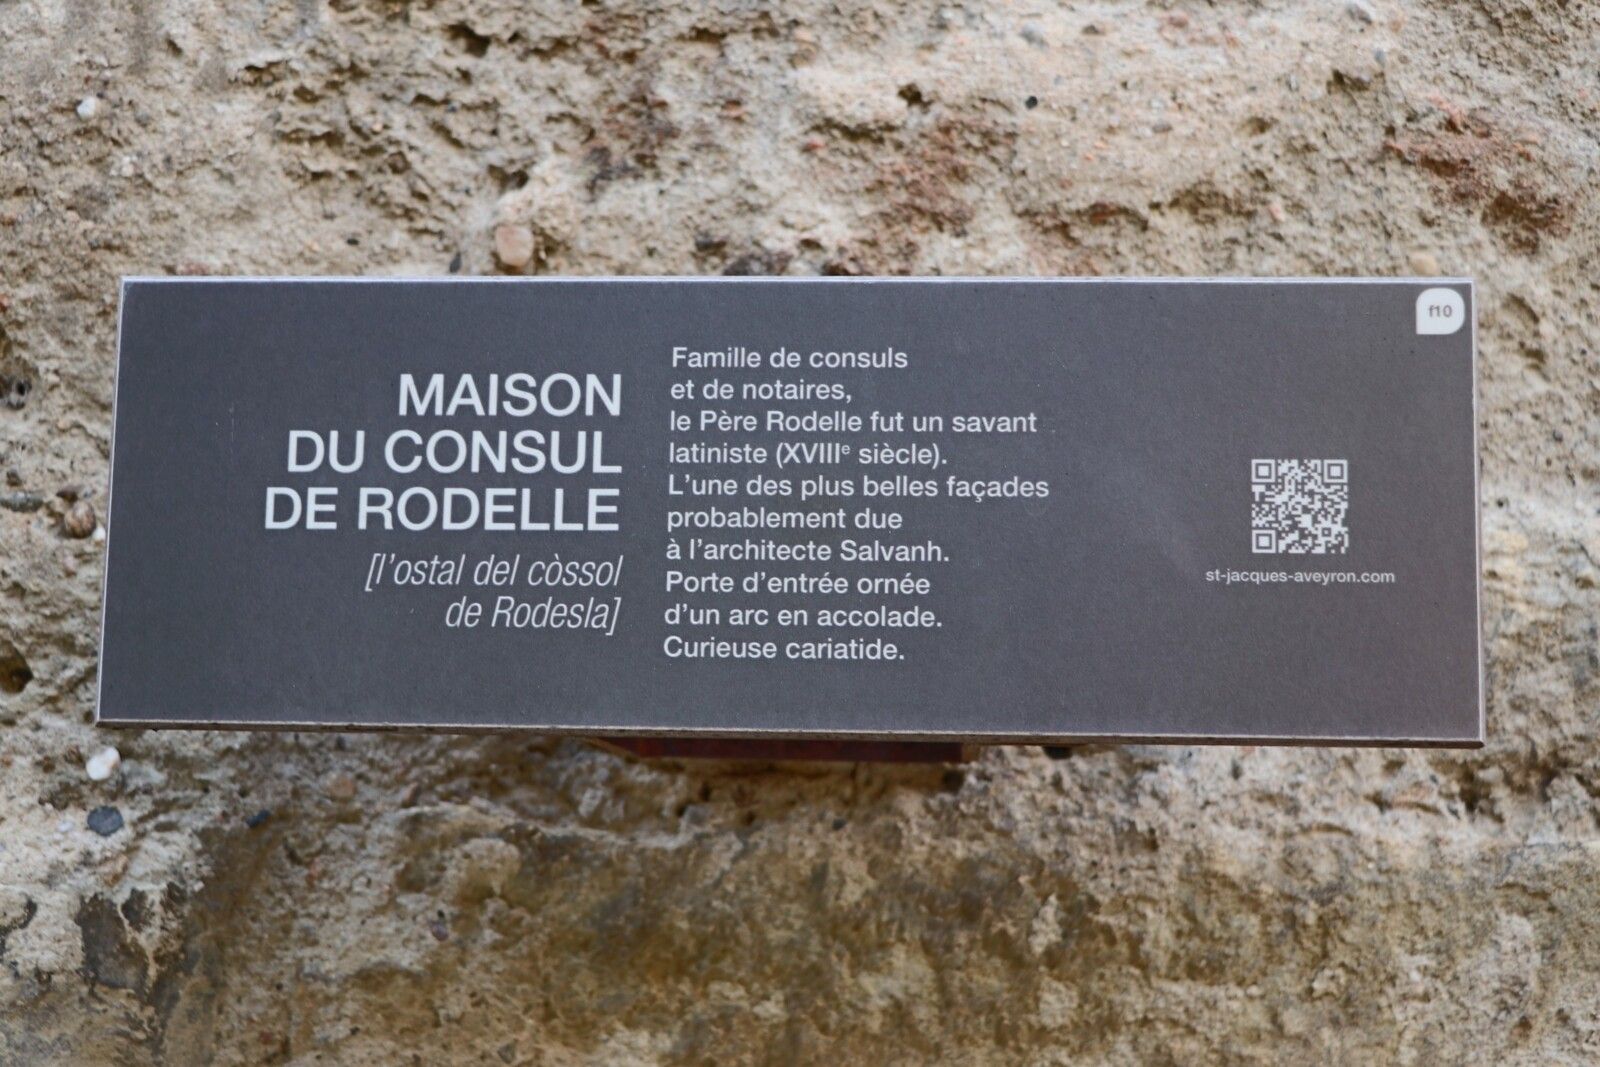 MAISON
DU CONSUL
DE RODELLE
[l'ostal del còssol
de Rodesla]
Famille de consuls
et de notaires,
le Père Rodelle fut un savant
latiniste (XVIIIe siècle).
L'une des plus belles façades
probablement due
à l'architecte Salvanh.
Porte d'entrée ornée
d'un arc en accolade.
Curieuse cariatide.
f10
st-jacques-aveyron.com